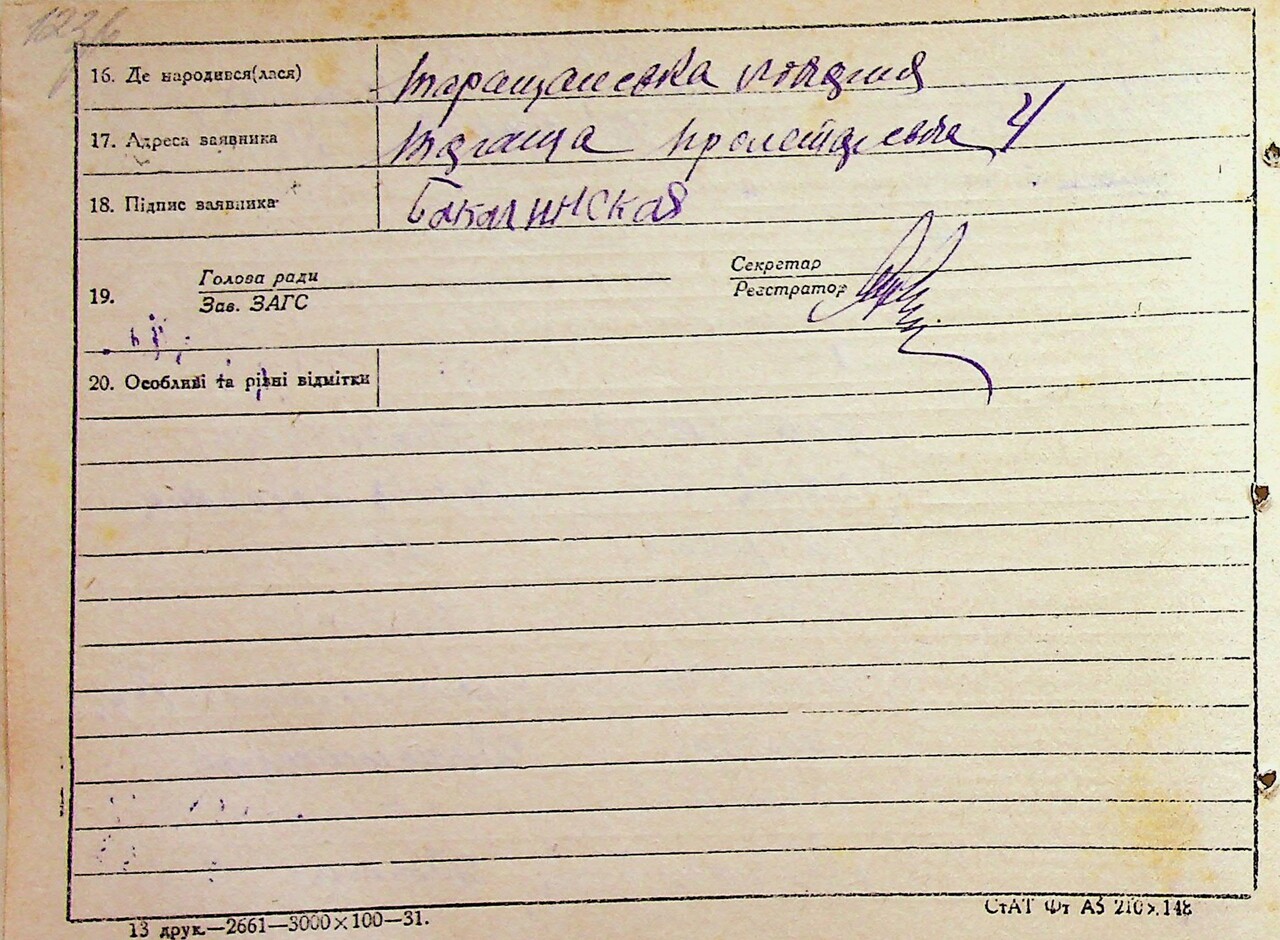 123б
16. Де народився(лася) Таращанська лікарня
17. Адреса заявника Тараща Пролетарська 4
18. Підпис заявника Бакалинская
19. Голова ради Секретар
Зав. ЗАГС Реєстратор
20. Особливі та різні відмітки
13 друк.—2661—3000×100—31.
СтАТ Фт А5 210×148